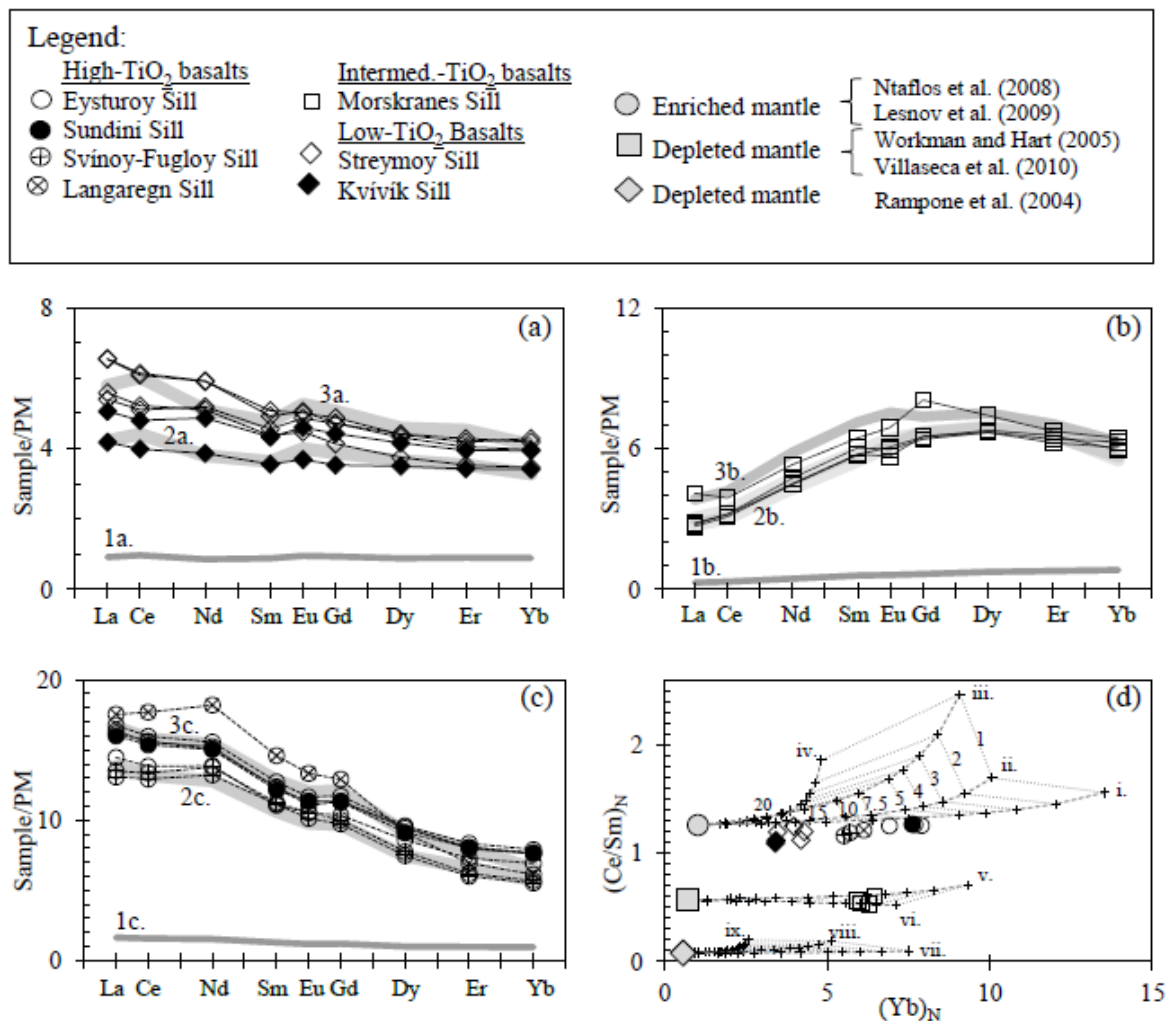 Legend:
High-TiO2 basalts
Eysturoy Sill
Sundini Sill
Svínoy-Fugloy Sill
Langaregn Sill
Intermed.-TiO2 basalts
Morskranes Sill
Low-TiO2 Basalts
Streymoy Sill
Kvívík Sill
Enriched mantle
Depleted mantle
Depleted mantle
Ntaflos et al. (2008)
Lesnov et al. (2009)
Workman and Hart (2005)
Villaseca et al. (2010)
Rampone et al. (2004)
(a)
Sample/PM
8
4
0
3a.
2a.
1a.
La Ce Nd Sm Eu Gd Dy Er Yb
(b)
Sample/PM
12
6
0
3b.
2b.
1b.
La Ce Nd Sm Eu Gd Dy Er Yb
(c)
Sample/PM
20
10
0
3c.
2c.
1c.
La Ce Nd Sm Eu Gd Dy Er Yb
(d)
(Ce/Sm)N
2
1
0
iii.
iv.
ii.
i.
1
2
3
4
5
7.5
10
15
20
v.
vi.
ix.
viii.
vii.
0 5 10 15
(Yb)N